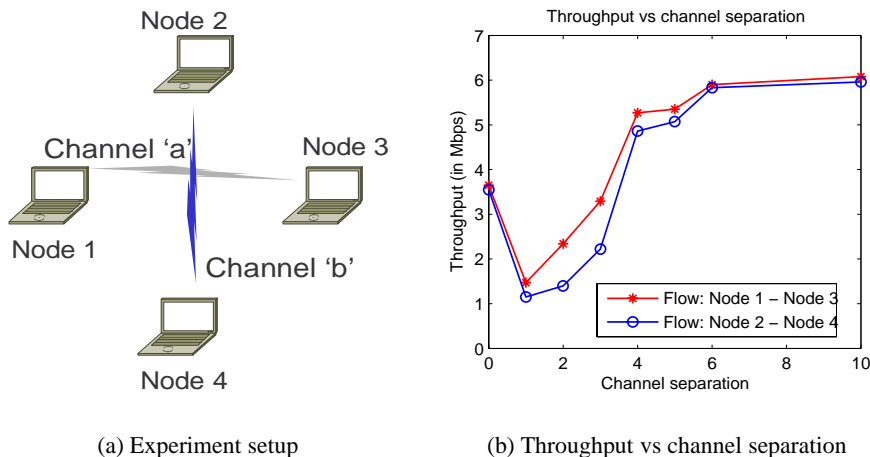 Node 2
Channel ‘a’
Node 3
Node 1
Channel ‘b’
Node 4
(a) Experiment setup
Throughput vs channel separation
7
6
5
4
3
2
1
0
Throughput (in Mbps)
Flow: Node 1 − Node 3
Flow: Node 2 − Node 4
0 2 4 6 8 10
Channel separation
(b) Throughput vs channel separation